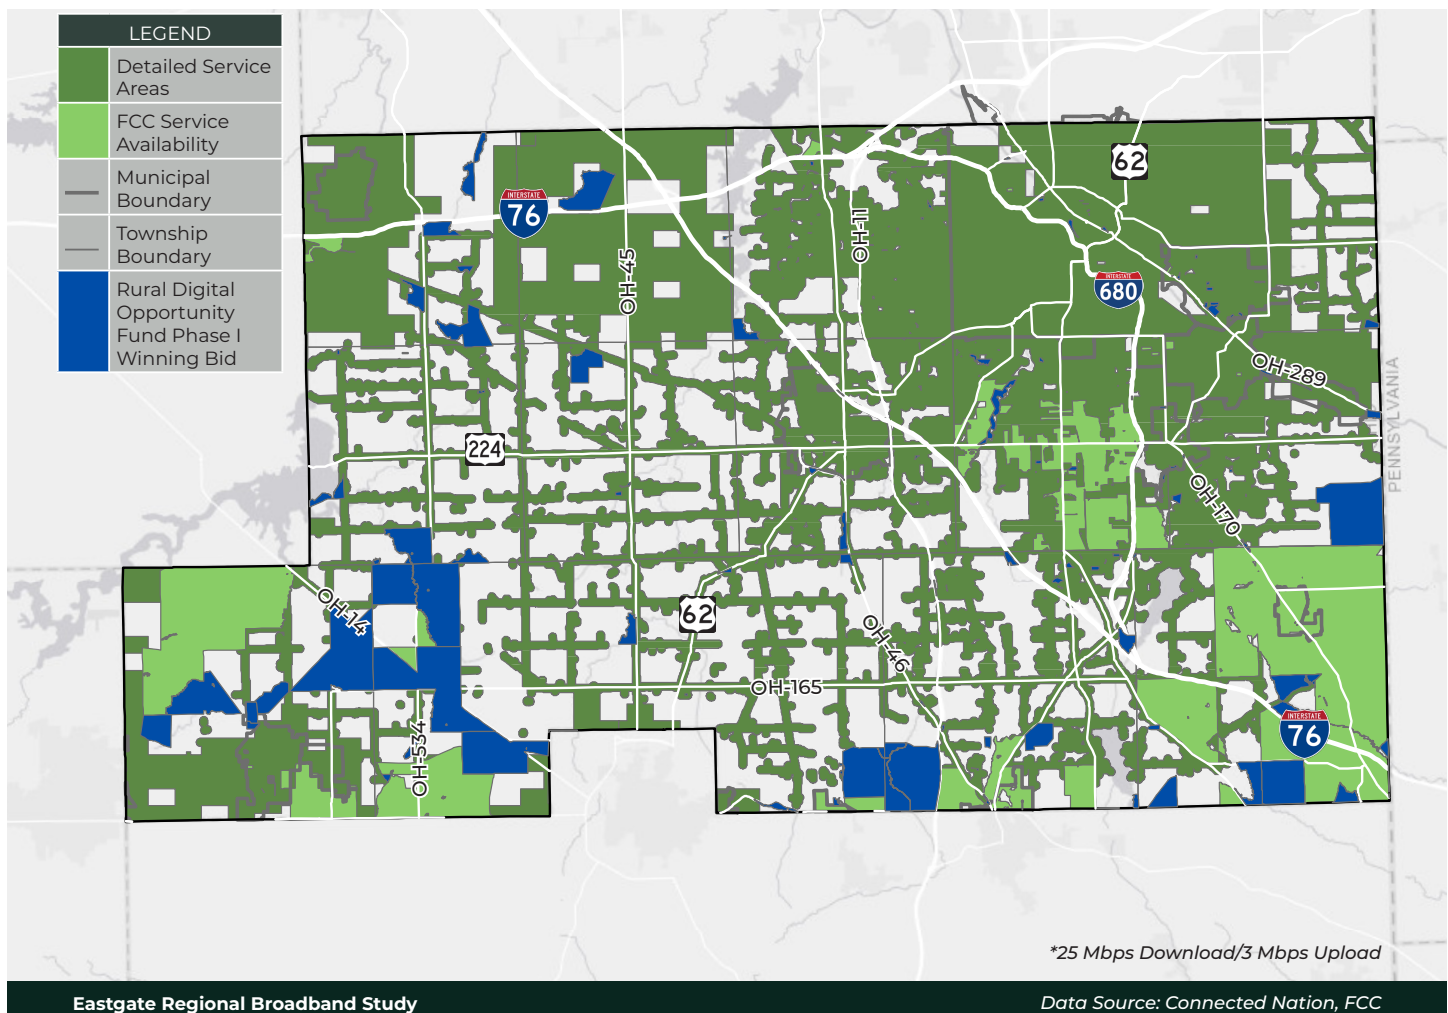 LEGEND
Detailed Service
Areas
FCC Service
Availability
Municipal
Boundary
Township
Boundary
Rural Digital
Opportunity
Fund Phase I
Winning Bid
62
INTERSTATE
76
OH-11
OH-45
INTERSTATE
680
OH-289
PENNSYLVANIA
224
OH-170
OH-14
62
OH-46
OH-165
OH-534
INTERSTATE
76
*25 Mbps Download/3 Mbps Upload
Eastgate Regional Broadband Study
Data Source: Connected Nation, FCC